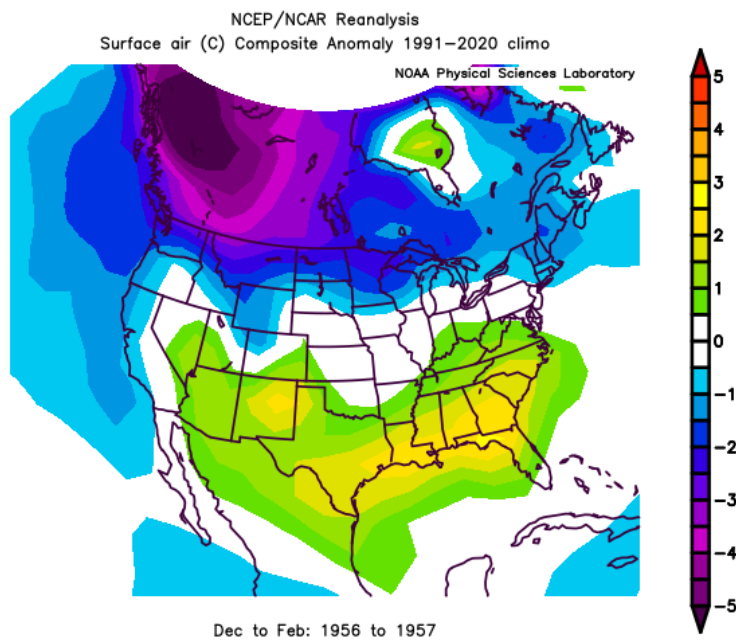 NCEP/NCAR Reanalysis
Surface air (C) Composite Anomaly 1991-2020 climo
NOAA Physical Sciences Laboratory
5
4
3
2
1
0
-1
-2
-3
-4
-5
Dec to Feb: 1956 to 1957